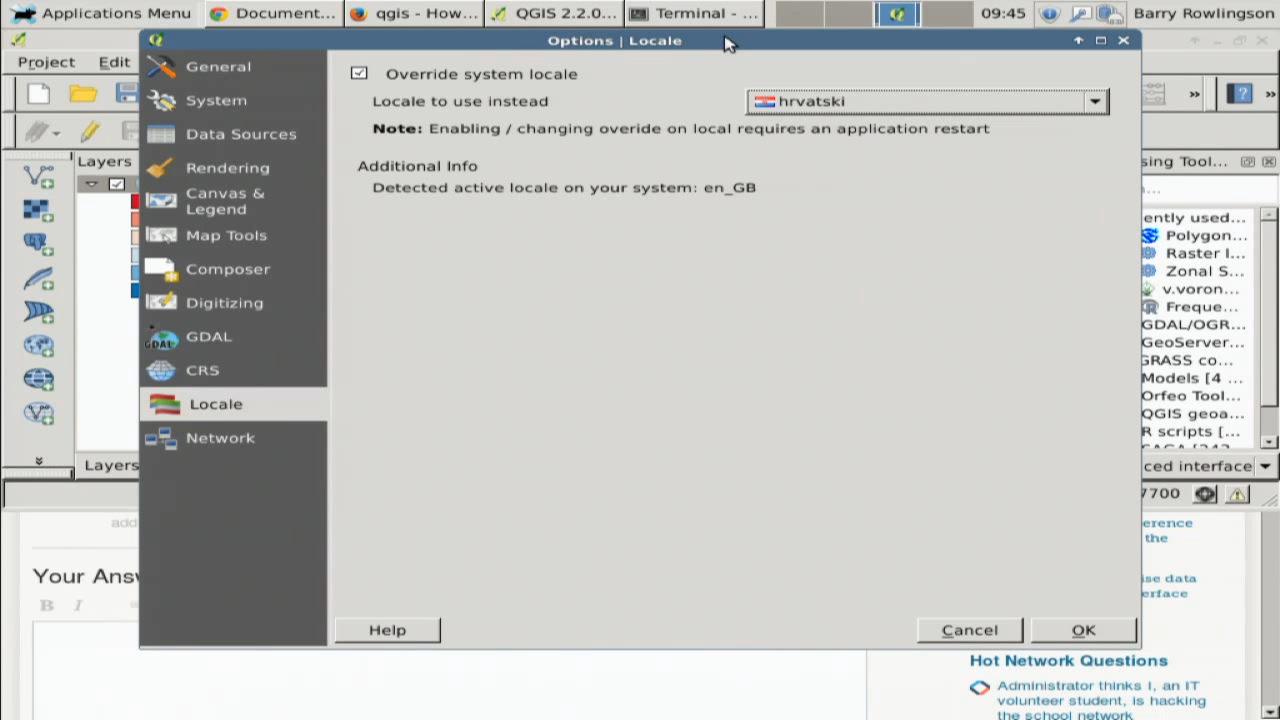 Applications Menu
Document...
qgis - How...
QGIS 2.2.0...
Terminal - ...
09:45
Barry Rowlingson
Options | Locale
Project
Edit
»
»
Layers
Layers
General
System
Data Sources
Rendering
Canvas &
Legend
Map Tools
Composer
Digitizing
GDAL
CRS
Locale
Network
Override system locale
Locale to use instead
hrvatski
Note: Enabling / changing overide on local requires an application restart
Additional Info
Detected active locale on your system: en_GB
Help
Cancel
OK
sing Tool...
...
ently used...
Polygon...
Raster I...
Zonal S...
v.voron...
Freque...
GDAL/OGR...
GeoServer...
GRASS co...
Models [4 ...
Orfeo Tool...
QGIS geoa...
R scripts [...
ced interface
7700
add
Your Answ
B I
erence
the
ise data
erface
Hot Network Questions
Administrator thinks I, an IT
volunteer student, is hacking
the school network